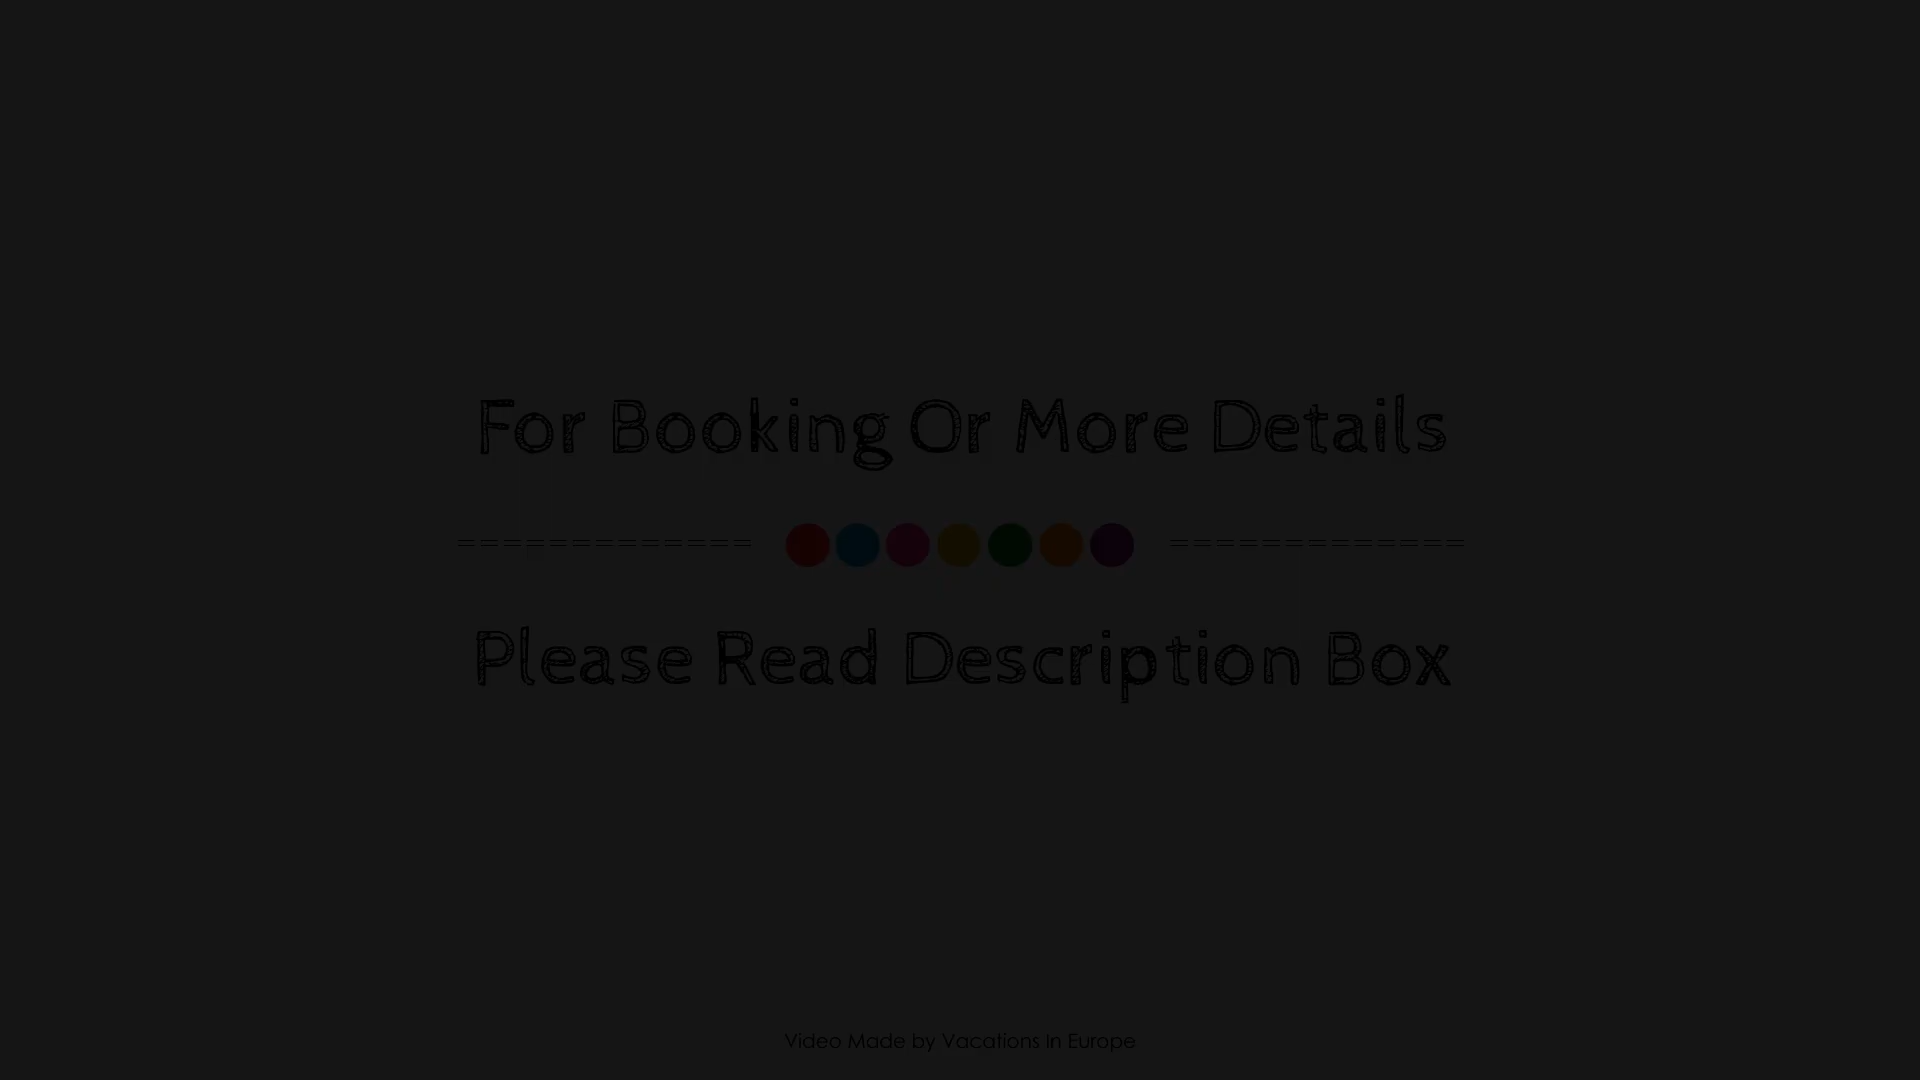 For Booking Or More Details
============= =============
Please Read Description Box
Video Made by Vacations In Europe